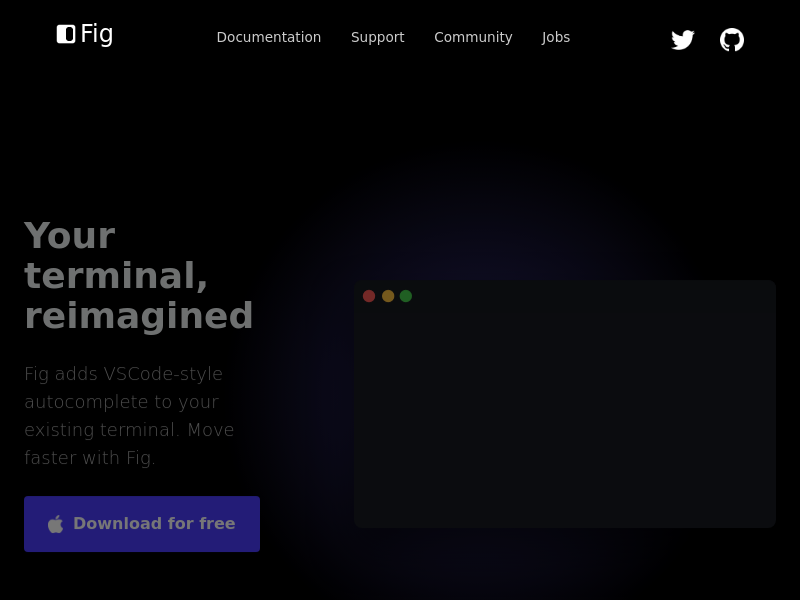 Fig
Documentation Support Community Jobs
Your
terminal,
reimagined
Fig adds VSCode-style
autocomplete to your
existing terminal. Move
faster with Fig.
Download for free